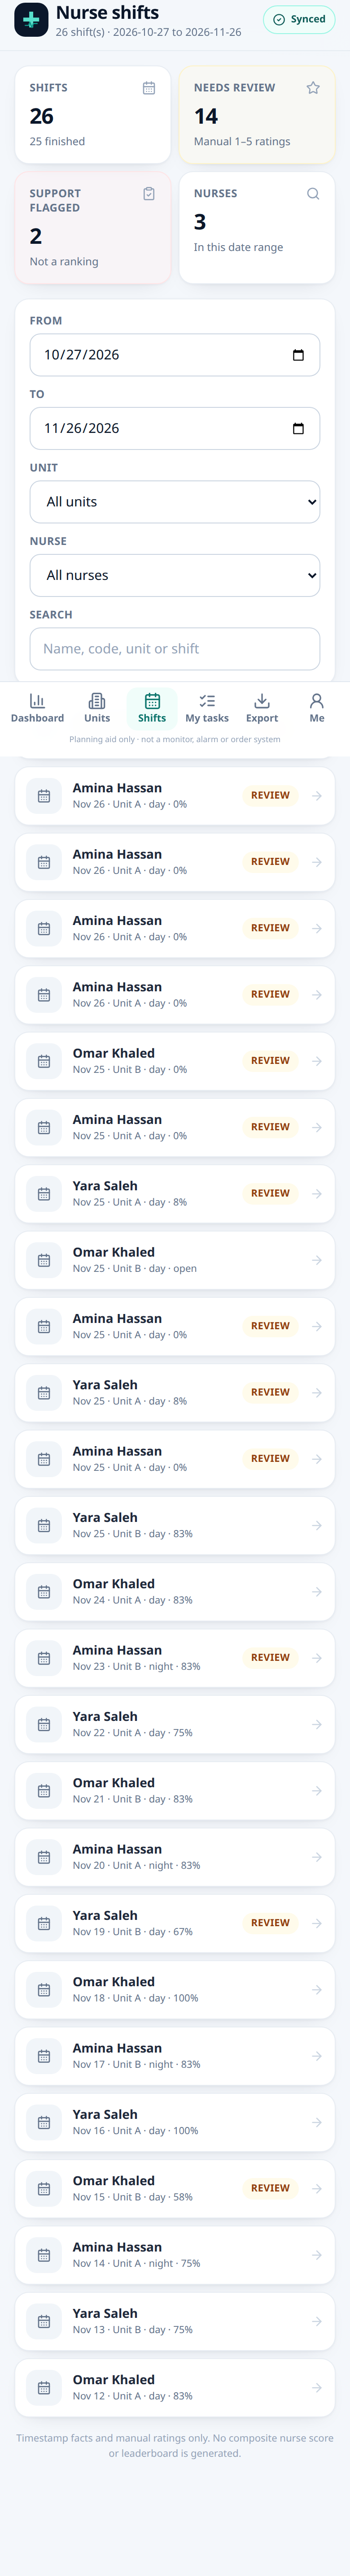 Nurse shifts
26 shift(s) · 2026-10-27 to 2026-11-26
Synced
SHIFTS
26
25 finished
NEEDS REVIEW
14
Manual 1–5 ratings
SUPPORT
FLAGGED
2
Not a ranking
NURSES
3
In this date range
FROM
10/27/2026
TO
11/26/2026
UNIT
All units
NURSE
All nurses
SEARCH
Name, code, unit or shift
Dashboard
Units
Shifts
My tasks
Export
Me
Planning aid only · not a monitor, alarm or order system
Amina Hassan
Nov 26 · Unit A · day · 0%
REVIEW
Amina Hassan
Nov 26 · Unit A · day · 0%
REVIEW
Amina Hassan
Nov 26 · Unit A · day · 0%
REVIEW
Amina Hassan
Nov 26 · Unit A · day · 0%
REVIEW
Omar Khaled
Nov 25 · Unit B · day · 0%
REVIEW
Amina Hassan
Nov 25 · Unit A · day · 0%
REVIEW
Yara Saleh
Nov 25 · Unit A · day · 8%
REVIEW
Omar Khaled
Nov 25 · Unit B · day · open
Amina Hassan
Nov 25 · Unit A · day · 0%
REVIEW
Yara Saleh
Nov 25 · Unit A · day · 8%
REVIEW
Amina Hassan
Nov 25 · Unit A · day · 0%
REVIEW
Yara Saleh
Nov 25 · Unit B · day · 83%
Omar Khaled
Nov 24 · Unit A · day · 83%
Amina Hassan
Nov 23 · Unit B · night · 83%
REVIEW
Yara Saleh
Nov 22 · Unit A · day · 75%
Omar Khaled
Nov 21 · Unit B · day · 83%
Amina Hassan
Nov 20 · Unit A · night · 83%
Yara Saleh
Nov 19 · Unit B · day · 67%
REVIEW
Omar Khaled
Nov 18 · Unit A · day · 100%
Amina Hassan
Nov 17 · Unit B · night · 83%
Yara Saleh
Nov 16 · Unit A · day · 100%
Omar Khaled
Nov 15 · Unit B · day · 58%
REVIEW
Amina Hassan
Nov 14 · Unit A · night · 75%
Yara Saleh
Nov 13 · Unit B · day · 75%
Omar Khaled
Nov 12 · Unit A · day · 83%
Timestamp facts and manual ratings only. No composite nurse score
or leaderboard is generated.